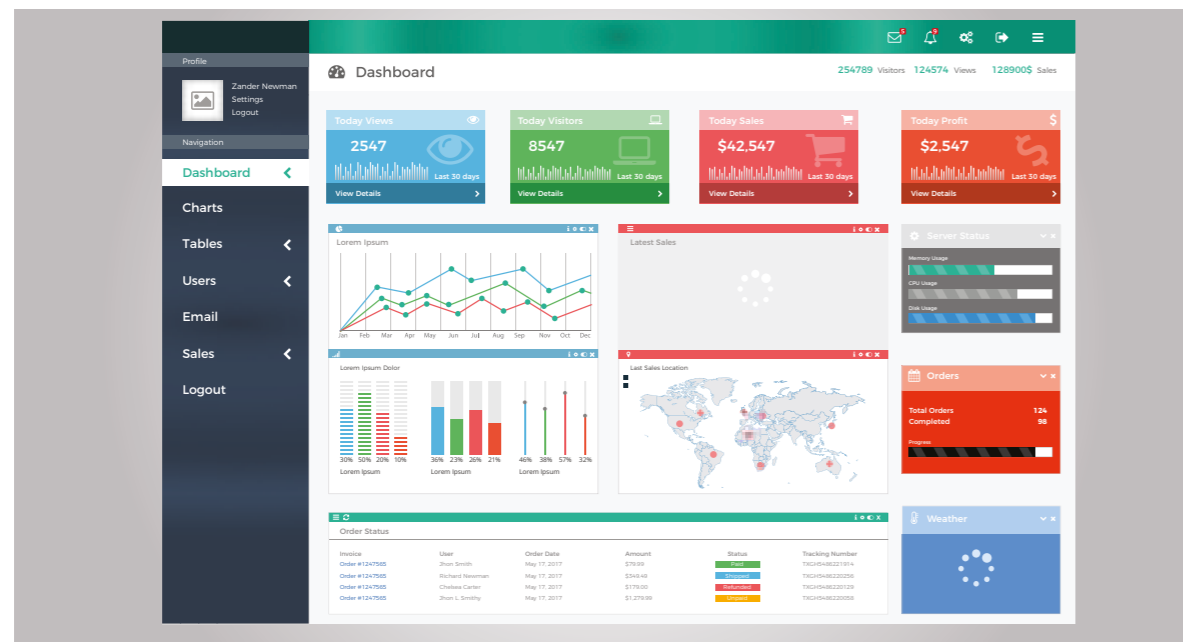 5
9
Profile
Zander Newman
Settings
Logout
Navigation
Dashboard
Charts
Tables
Users
Email
Sales
Logout
Dashboard
254789 Visitors 124574 Views 128900$ Sales
Today Views
2547
Last 30 days
View Details
Today Visitors
8547
Last 30 days
View Details
Today Sales
$42,547
Last 30 days
View Details
Today Profit
$
$2,547
Last 30 days
View Details
Lorem Ipsum
Jan Feb Mar Apr May Jun Jul Aug Sep Nov Oct Dec
Latest Sales
Server Status
Memory Usage
CPU Usage
Disk Usage
Lorem Ipsum Dolor
30% 50% 20% 10% 36% 23% 26% 21% 46% 38% 57% 32%
Lorem Ipsum Lorem Ipsum Lorem Ipsum
Last Sales Location
Orders
Total Orders 124
Completed 98
Progress
Order Status
Invoice User Order Date Amount Status Tracking Number
Order #1247565 Jhon Smith May 17, 2017 $76.99 Paid
Order #1247565 Richard Newman May 17, 2017 Shipped TXGH5486220256
Order #1247565 Chelsea Carter May 17, 2017 $176.00 Refunded TXGH5486220129
Order #1247565 Jhon L. Smithy May 17, 2017 $1,279.98 Unpaid TXGH5486220058
Weather